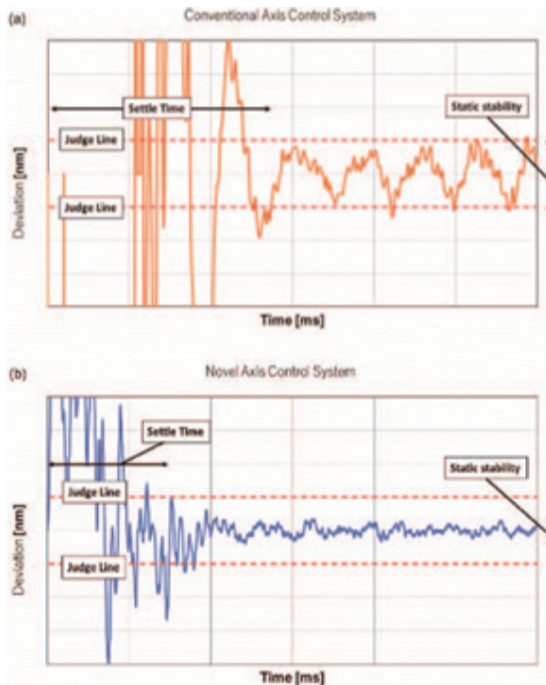 (a)
Conventional Axis Control System
Settle Time
Static stability
Judge Line
Judge Line
Deviation [nm]
Time [ms]
(b)
Novel Axis Control System
Settle Time
Static stability
Judge Line
Judge Line
Deviation [nm]
Time [ms]